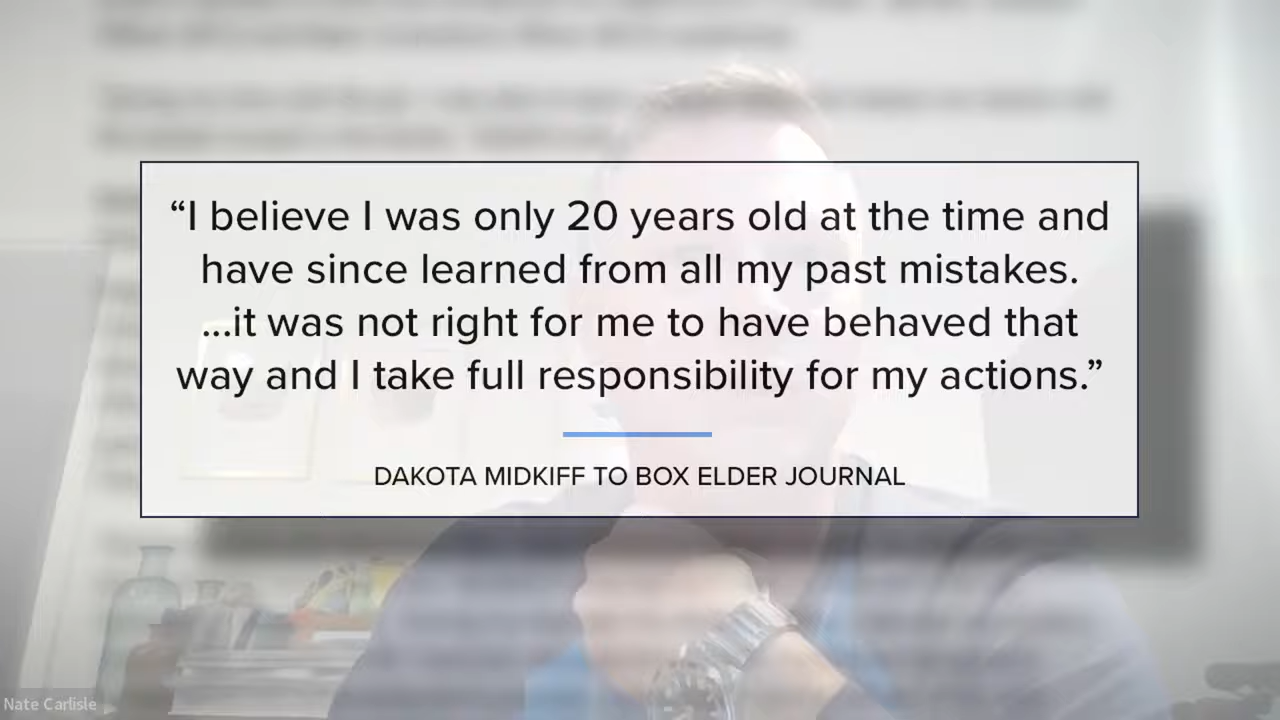 “I believe I was only 20 years old at the time and
have since learned from all my past mistakes.
...it was not right for me to have behaved that
way and I take full responsibility for my actions.”
DAKOTA MIDKIFF TO BOX ELDER JOURNAL
Nate Carlisle